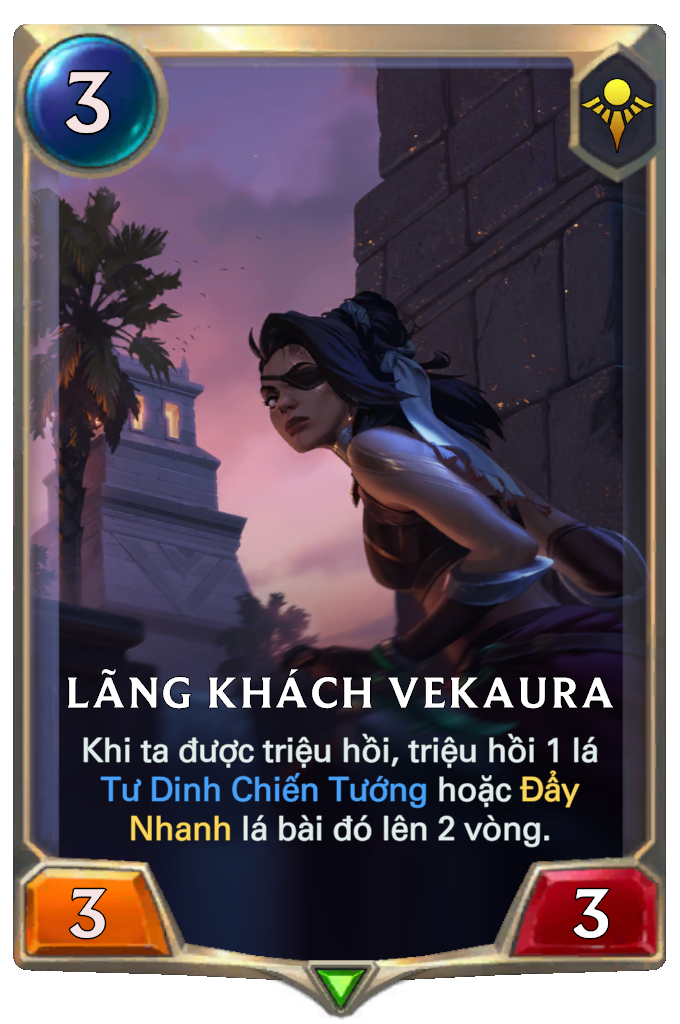 3
LÃNG KHÁCH VEKAURA
Khi ta được triệu hồi, triệu hồi 1 lá
Tư Dinh Chiến Tướng hoặc Đẩy
Nhanh lá bài đó lên 2 vòng.
3
3